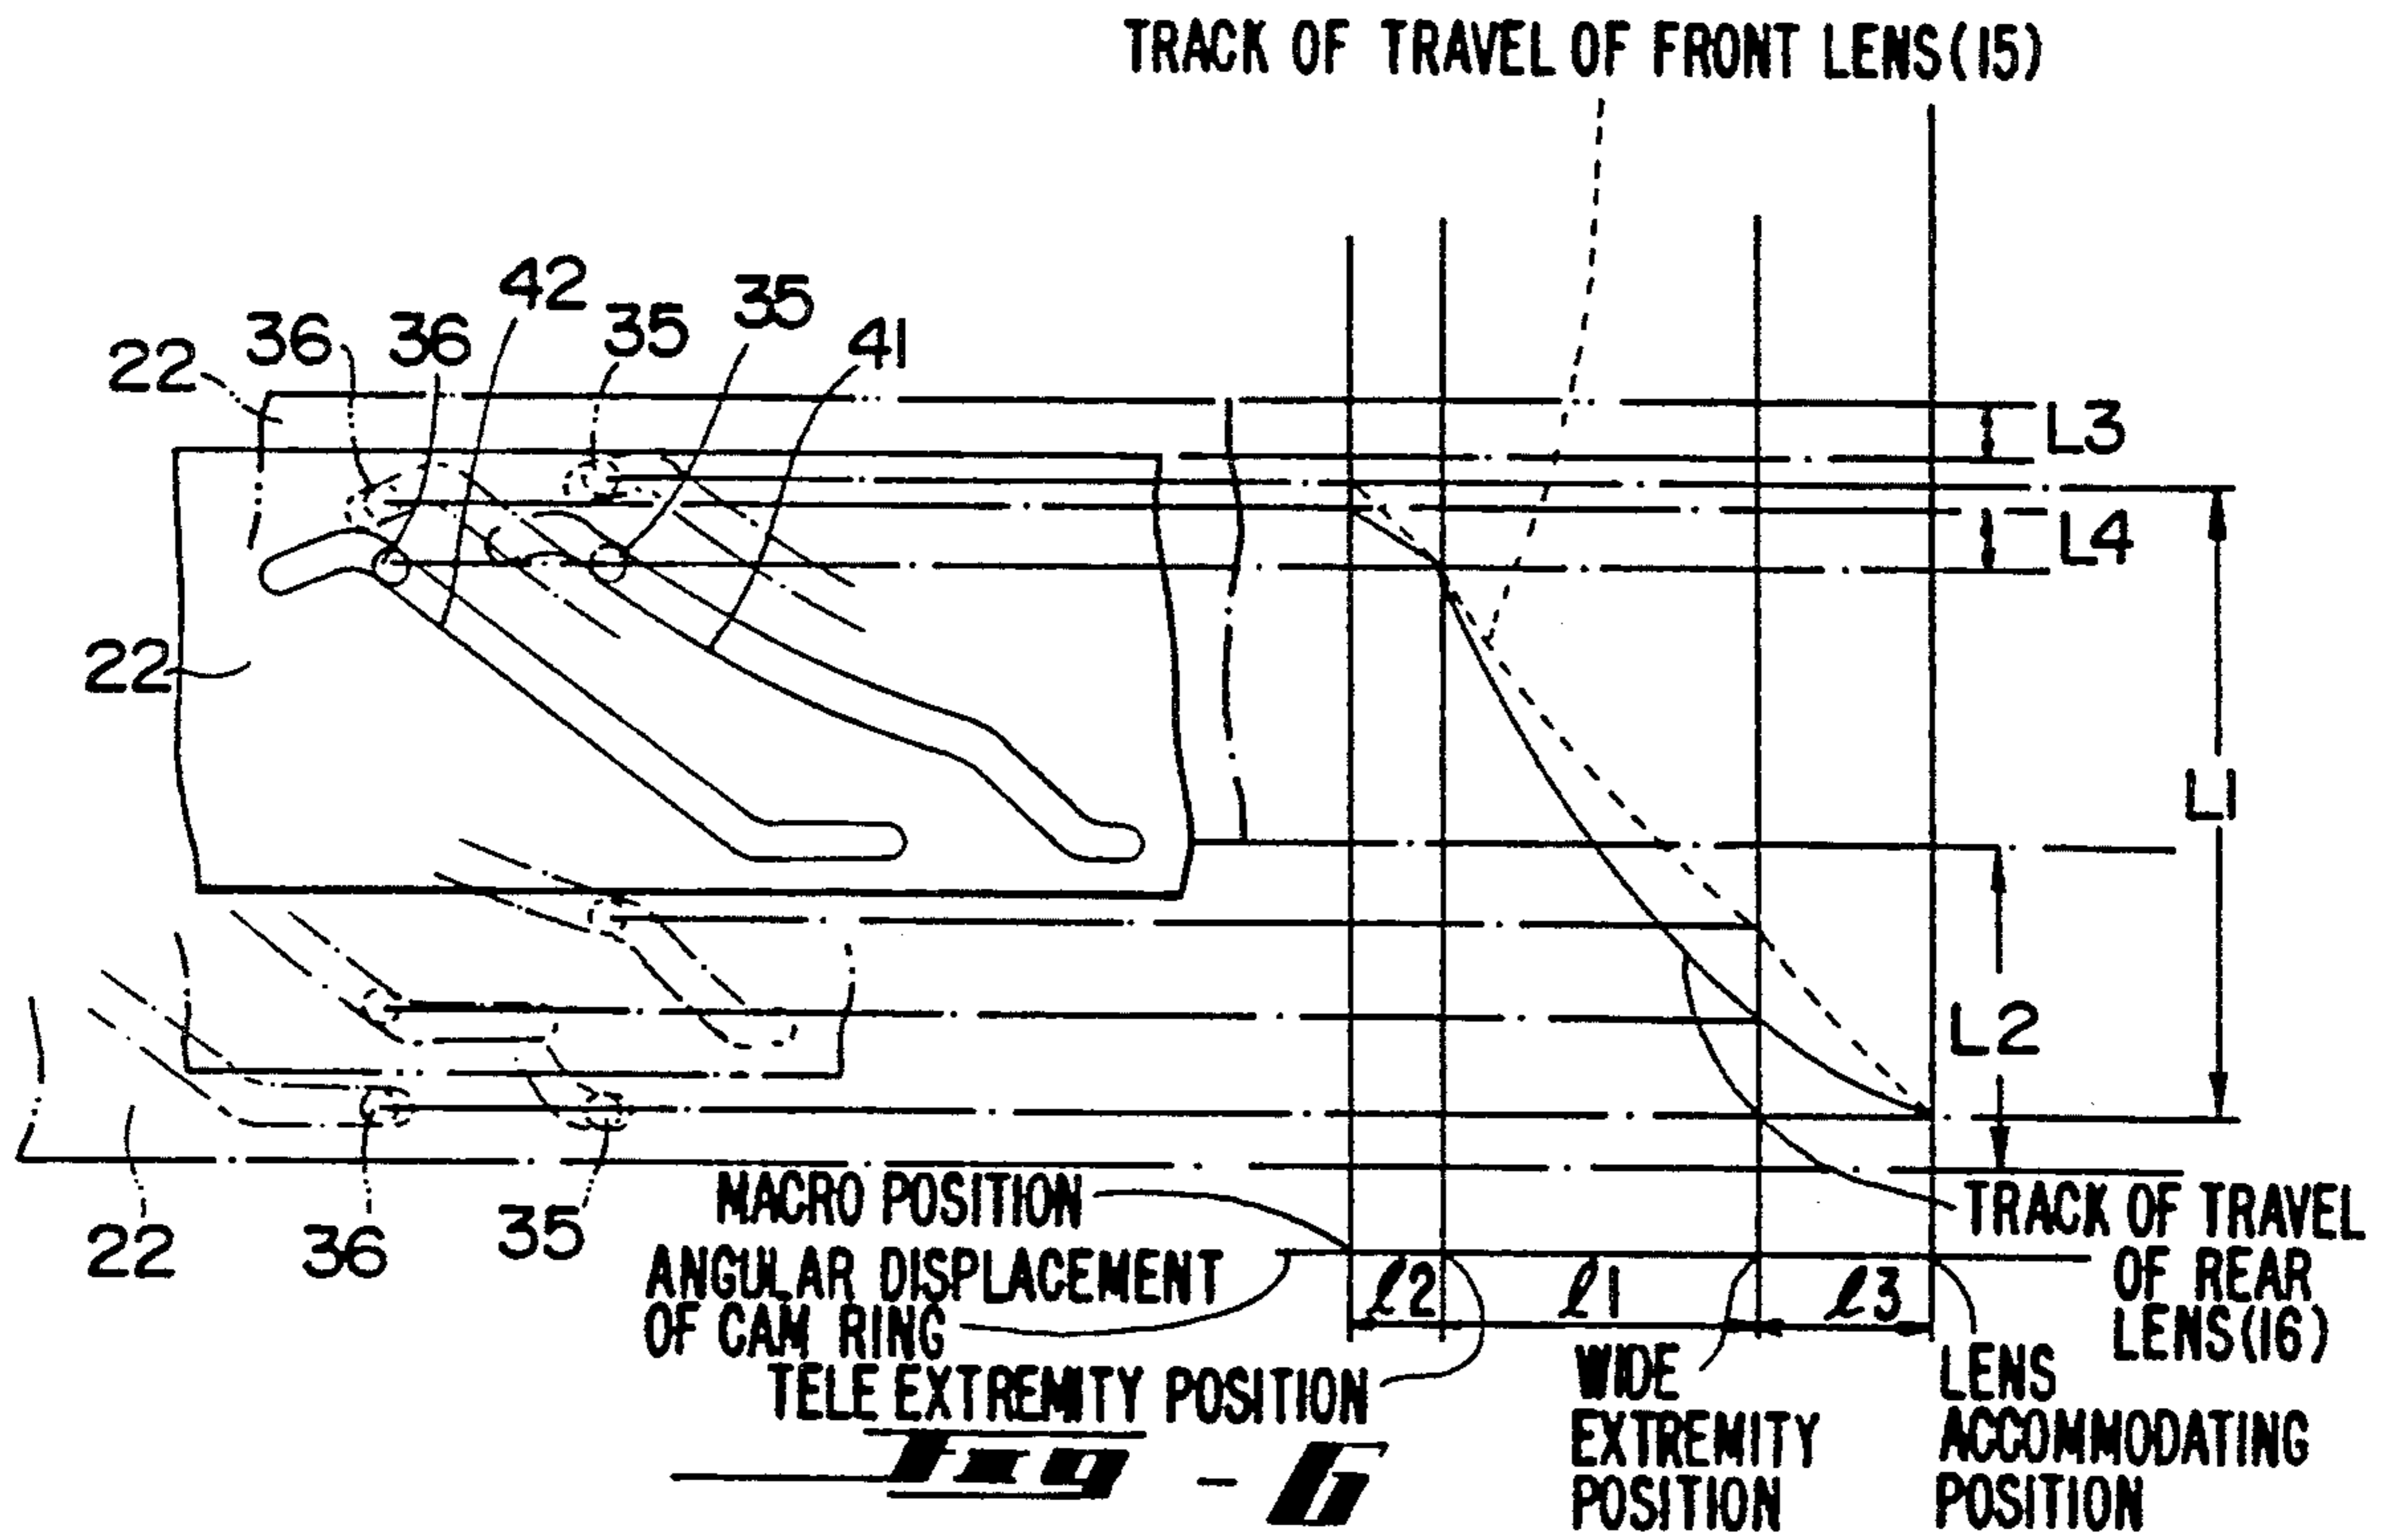 TRACK OF TRAVEL OF FRONT LENS(15)
42
35
35
36
36
41
22
L3
L4
22
L1
L2
22
36
35
MACRO POSITION
TRACK OF TRAVEL
OF REAR
LENS(16)
ANGULAR DISPLACEMENT
OF CAM RING
ℓ2
ℓ1
ℓ3
TELE EXTREMITY POSITION
WIDE
EXTREMITY
POSITION
LENS
ACCOMMODATING
POSITION
Fig - 6